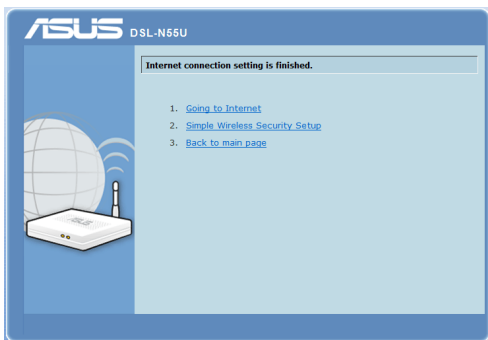 ASUS DSL-N55U
Internet connection setting is finished.
1. Going to Internet
2. Simple Wireless Security Setup
3. Back to main page
ASUS